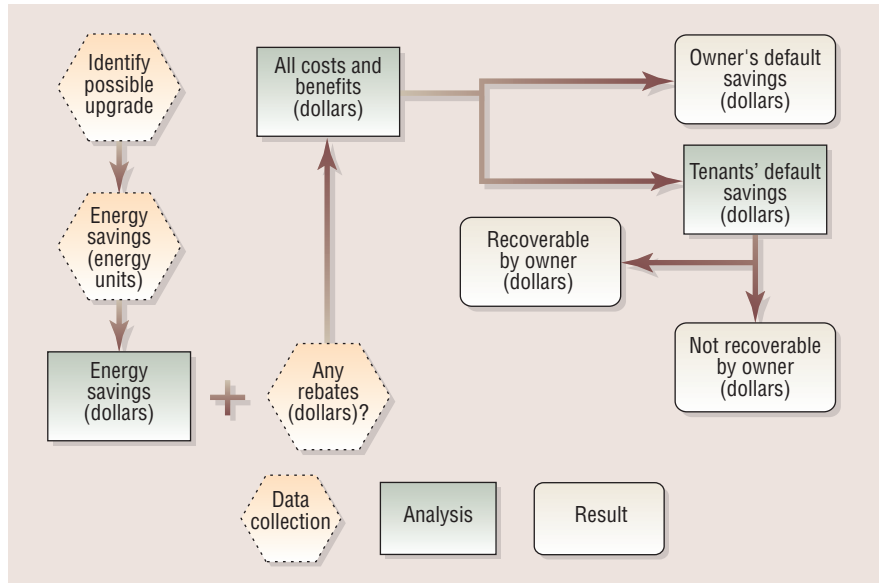 Identify
possible
upgrade
Energy
savings
(energy
units)
Energy
savings
(dollars)
+
Any
rebates
(dollars)?
All costs and
benefits
(dollars)
Owner's default
savings
(dollars)
Tenants’ default
savings
(dollars)
Recoverable
by owner
(dollars)
Not recoverable
by owner
(dollars)
Data
collection
Analysis
Result